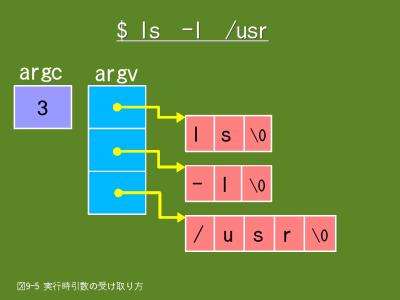 $ ls -l /usr
argc argv
3
l s \0
- l \0
/ u s r \0
図9-5 実行時引数の受け取り方